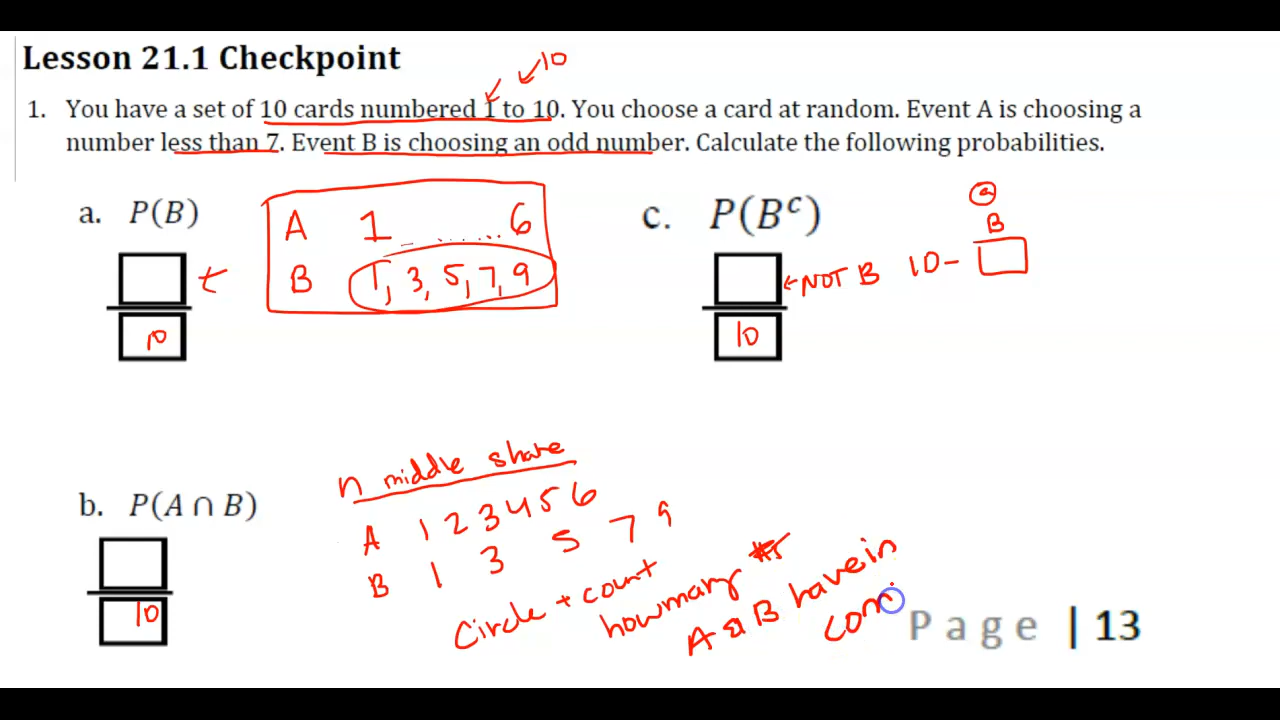 Lesson 21.1 Checkpoint
10
1. You have a set of 10 cards numbered 1 to 10. You choose a card at random. Event A is choosing a
number less than 7. Event B is choosing an odd number. Calculate the following probabilities.
a. P(B)
10
A 1 ........ 6
B 1, 3, 5, 7, 9
c. P(Bᶜ)
10
←NOT B 10 -
a
B
b. P(A ∩ B)
10
n middle share
A 1 2 3 4 5 6
B 1 3 5 7 9
Circle + count
how many #s
A & B have in
com
Page | 13